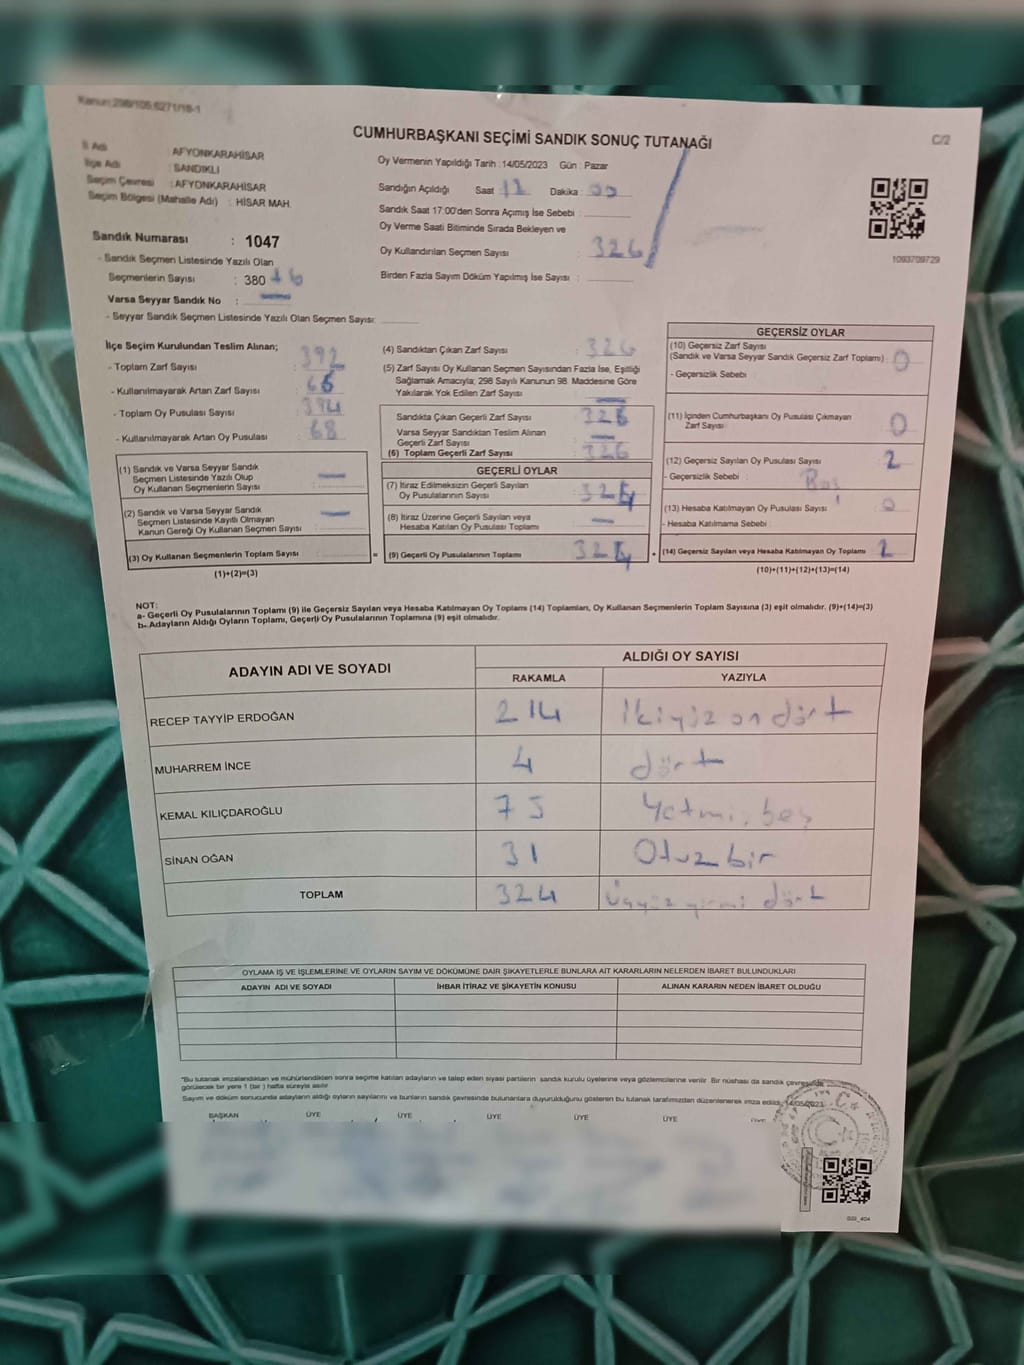 Kanun:298/105;6271/18-1
C/2
CUMHURBAŞKANI SEÇİMİ SANDIK SONUÇ TUTANAĞI
İl Adı AFYONKARAHİSAR
İlçe Adı : SANDIKLI
Seçim Çevresi : AFYONKARAHİSAR
Seçim Bölgesi (Mahalle Adı) : HİSAR MAH.
Sandık Numarası : 1047
- Sandık Seçmen Listesinde Yazılı Olan
Seçmenlerin Sayısı : 380 + 6
Varsa Seyyar Sandık No : —
- Seyyar Sandık Seçmen Listesinde Yazılı Olan Seçmen Sayısı:
Oy Vermenin Yapıldığı Tarih : 14/05/2023 Gün : Pazar
Sandığın Açıldığı Saat Dakika
Sandık Saat 17:00'den Sonra Açımış İse Sebebi :
Oy Verme Saati Bitiminde Sırada Bekleyen ve
Oy Kullandırılan Seçmen Sayısı : 326
Birden Fazla Sayım Döküm Yapılmış İse Sayısı :
1093709729
İlçe Seçim Kurulundan Teslim Alınan;
- Toplam Zarf Sayısı : 392
- Kullanılmayarak Artan Zarf Sayısı : 66
- Toplam Oy Pusulası Sayısı : 394
- Kullanılmayarak Artan Oy Pusulası : 68
(1) Sandık ve Varsa Seyyar Sandık
Seçmen Listesinde Yazılı Olup
Oy Kullanan Seçmenlerin Sayısı : —
(2) Sandık ve Varsa Seyyar Sandık
Seçmen Listesinde Kayıtlı Olmayan
Kanun Gereği Oy Kullanan Seçmen Sayısı : —
(3) Oy Kullanan Seçmenlerin Toplam Sayısı :
(1)+(2)=(3)
(4) Sandıktan Çıkan Zarf Sayısı : 326
(5) Zarf Sayısı Oy Kullanan Seçmen Sayısından Fazla İse, Eşitliği
Sağlamak Amacıyla; 298 Sayılı Kanunun 98. Maddesine Göre
Yakılarak Yok Edilen Zarf Sayısı : —
Sandıkta Çıkan Geçerli Zarf Sayısı : 326
Varsa Seyyar Sandıktan Teslim Alınan
Geçerli Zarf Sayısı : —
(6) Toplam Geçerli Zarf Sayısı : 326
GEÇERLİ OYLAR
(7) İtiraz Edilmeksizin Geçerli Sayılan
Oy Pusulalarının Sayısı : 324
(8) İtiraz Üzerine Geçerli Sayılan veya
Hesaba Katılan Oy Pusulası Toplamı : —
= (9) Geçerli Oy Pusulalarının Toplamı : 324 +
GEÇERSİZ OYLAR
(10) Geçersiz Zarf Sayısı
(Sandık ve Varsa Seyyar Sandık Geçersiz Zarf Toplamı) : 0
- Geçersizlik Sebebi :
(11) İçinden Cumhurbaşkanı Oy Pusulası Çıkmayan
Zarf Sayısı : 0
(12) Geçersiz Sayılan Oy Pusulası Sayısı : 2
- Geçersizlik Sebebi : Boş
(13) Hesaba Katılmayan Oy Pusulası Sayısı : 0
- Hesaba Katılmama Sebebi :
(14) Geçersiz Sayılan veya Hesaba Katılmayan Oy Toplamı : 2
(10)+(11)+(12)+(13)=(14)
NOT:
a- Geçerli Oy Pusulalarının Toplamı (9) ile Geçersiz Sayılan veya Hesaba Katılmayan Oy Toplamı (14) Toplamları, Oy Kullanan Seçmenlerin Toplam Sayısına (3) eşit olmalıdır. (9)+(14)=(3)
b- Adayların Aldığı Oyların Toplamı, Geçerli Oy Pusulalarının Toplamına (9) eşit olmalıdır.
ADAYIN ADI VE SOYADI ALDIĞI OY SAYISI
RAKAMLA YAZIYLA
RECEP TAYYİP ERDOĞAN 214 ikiyüz on dört
MUHARREM İNCE 4 dört
KEMAL KILIÇDAROĞLU 75 Yetmiş beş
SİNAN OĞAN 31 Otuz bir
TOPLAM 324 Üçyüz yirmi dört
OYLAMA İŞ VE İŞLEMLERİNE VE OYLARIN SAYIM VE DÖKÜMÜNE DAİR ŞİKAYETLERLE BUNLARA AİT KARARLARIN NELERDEN İBARET BULUNDUKLARI
ADAYIN ADI VE SOYADI İHBAR İTİRAZ VE ŞİKAYETİN KONUSU ALINAN KARARIN NEDEN İBARET OLDUĞU
*Bu tutanak imzalandıktan ve mühürlendikten sonra seçime katılan adayların ve talep eden siyasi partilerin sandık kurulu üyelerine veya gözlemcilerine verilir. Bir nüshası da sandık çevresinde
görülecek bir yere 1 (bir ) hafta süreyle asılır.
Sayım ve döküm sonucunda adayların aldığı oyların sayılarını ve bunların sandık çevresinde bulunanlara duyurulduğunu gösteren bu tutanak tarafımızdan düzenlenerek imza edildi. 14/05/2023
BAŞKAN ÜYE ÜYE ÜYE ÜYE ÜYE ÜYE